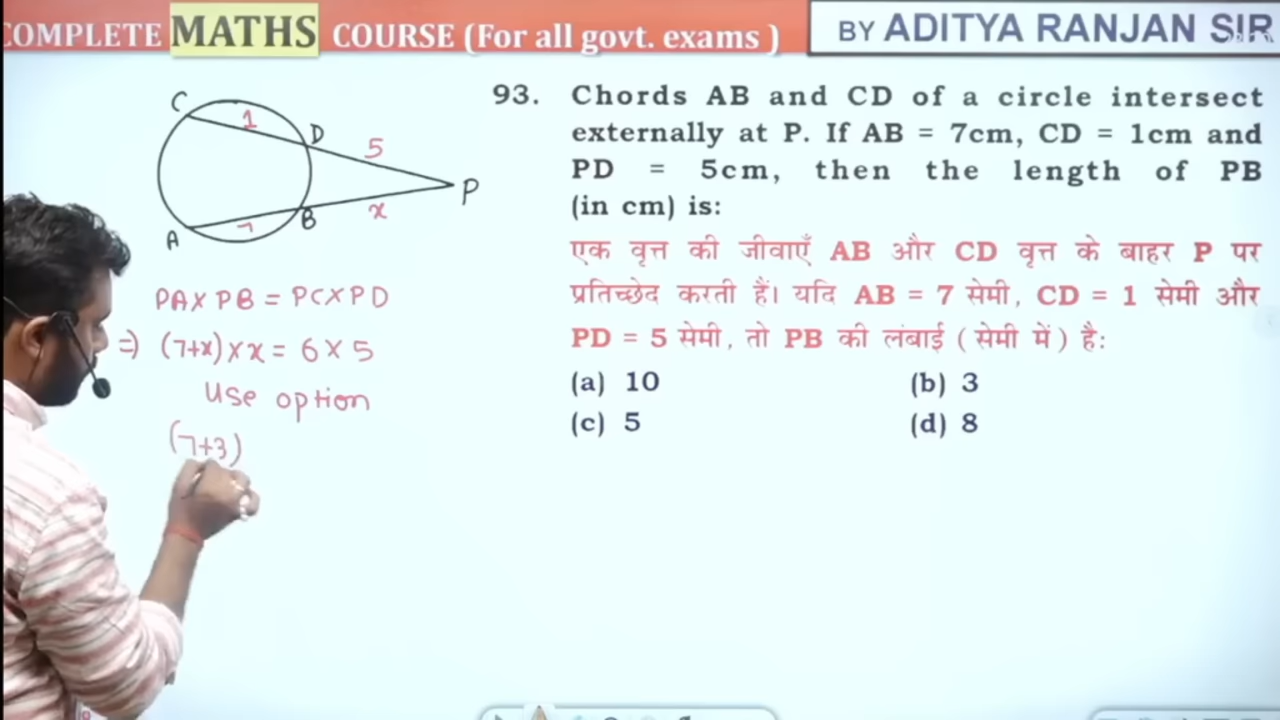 COMPLETE MATHS COURSE (For all govt. exams )
BY ADITYA RANJAN SIR
C
1
D
5
P
x
B
7
A
PA×PB = PC×PD
⇒ (7+x)×x = 6×5
Use option
(7+3)
93. Chords AB and CD of a circle intersect
externally at P. If AB = 7cm, CD = 1cm and
PD = 5cm, then the length of PB
(in cm) is:
एक वृत्त की जीवाएँ AB और CD वृत्त के बाहर P पर
प्रतिच्छेद करती हैं। यदि AB = 7 सेमी, CD = 1 सेमी और
PD = 5 सेमी, तो PB की लंबाई ( सेमी में ) है:
(a) 10 (b) 3
(c) 5 (d) 8